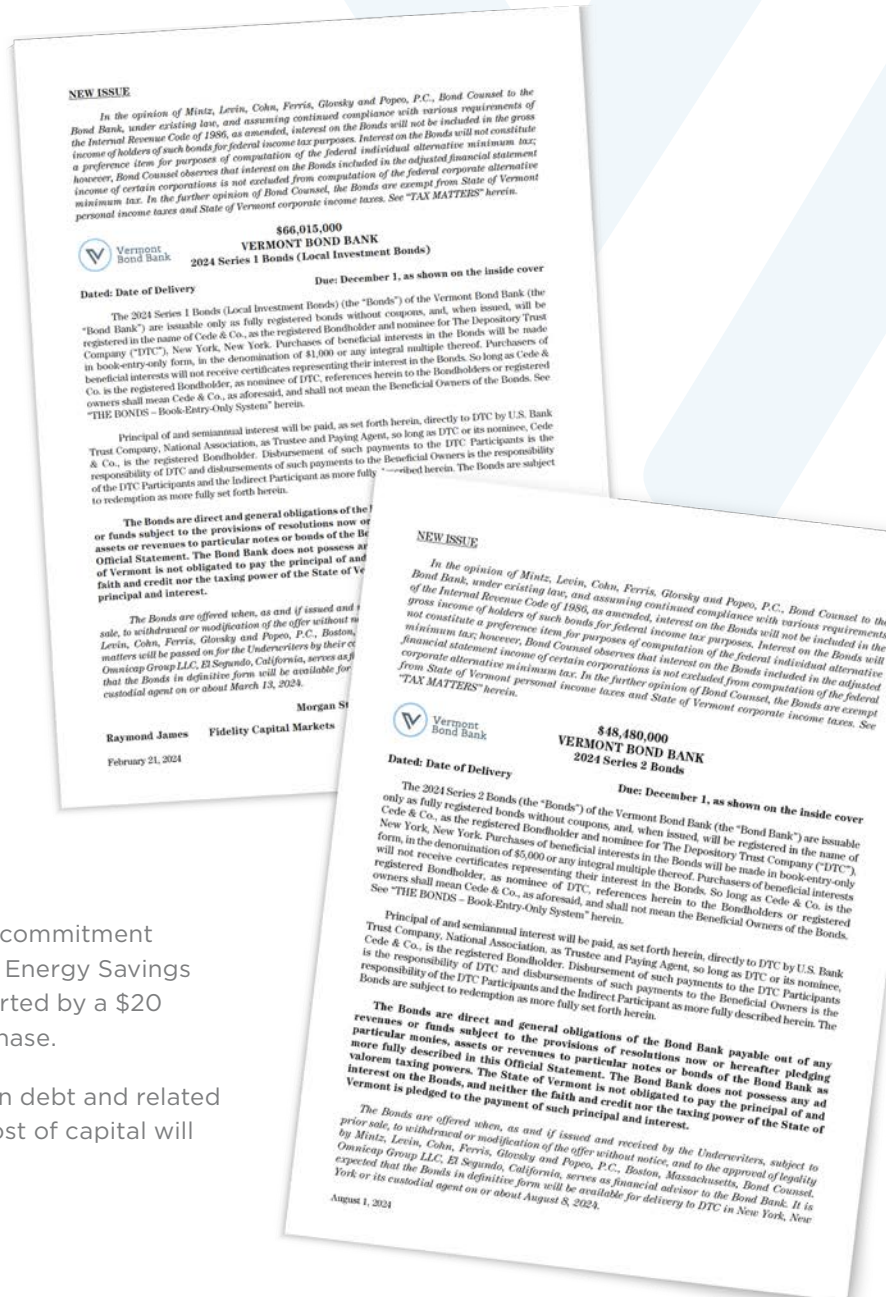 NEW ISSUE
In the opinion of Mintz, Levin, Cohn, Ferris, Glovsky and Popeo, P.C., Bond Counsel to the
Bond Bank, under existing law, and assuming continued compliance with various requirements of
the Internal Revenue Code of 1986, as amended, interest on the Bonds will not be included in the gross
income of holders of such bonds for federal income tax purposes. Interest on the Bonds will not constitute
a preference item for purposes of computation of the federal individual alternative minimum tax;
however, Bond Counsel observes that interest on the Bonds included in the adjusted financial statement
income of certain corporations is not excluded from computation of the federal corporate alternative
minimum tax. In the further opinion of Bond Counsel, the Bonds are exempt from State of Vermont
personal income taxes and State of Vermont corporate income taxes. See "TAX MATTERS" herein.
Vermont
Bond Bank
$66,015,000
VERMONT BOND BANK
2024 Series 1 Bonds (Local Investment Bonds)
Dated: Date of Delivery
Due: December 1, as shown on the inside cover
The 2024 Series 1 Bonds (Local Investment Bonds) (the "Bonds") of the Vermont Bond Bank (the
"Bond Bank") are issuable only as fully registered bonds without coupons, and, when issued, will be
registered in the name of Cede & Co., as the registered Bondholder and nominee for The Depository Trust
Company ("DTC"), New York, New York. Purchases of beneficial interests in the Bonds will be made
in book-entry-only form, in the denomination of $1,000 or any integral multiple thereof. Purchasers of
beneficial interests will not receive certificates representing their interest in the Bonds. So long as Cede &
Co. is the registered Bondholder, as nominee of DTC, references herein to the Bondholders or registered
owners shall mean Cede & Co., as aforesaid, and shall not mean the Beneficial Owners of the Bonds. See
"THE BONDS – Book-Entry-Only System" herein.
Principal of and semiannual interest will be paid, as set forth herein, directly to DTC by U.S. Bank
Trust Company, National Association, as Trustee and Paying Agent, so long as DTC or its nominee, Cede
& Co., is the registered Bondholder. Disbursement of such payments to the DTC Participants is the
responsibility of DTC and disbursements of such payments to the Beneficial Owners is the responsibility
of the DTC Participants and the Indirect Participant as more fully described herein. The Bonds are subject
to redemption as more fully set forth herein.
The Bonds are direct and general obligations of the
or funds subject to the provisions of resolutions now or
assets or revenues to particular notes or bonds of the
Official Statement. The Bond Bank does not possess
of Vermont is not obligated to pay the principal of and
faith and credit nor the taxing power of the State of
principal and interest.
The Bonds are offered when, as and if issued and
sale, to withdrawal or modification of the offer without
Levin, Cohn, Ferris, Glovsky and Popeo, P.C., Boston,
matters will be passed on for the Underwriters by their
Omnicap Group LLC, El Segundo, California, serves as
that the Bonds in definitive form will be available for
custodial agent on or about March 13, 2024.
Morgan
Raymond James Fidelity Capital Markets
February 21, 2024
NEW ISSUE
In the opinion of Mintz, Levin, Cohn, Ferris, Glovsky and Popeo, P.C., Bond Counsel to the
Bond Bank, under existing law, and assuming continued compliance with various requirements
of the Internal Revenue Code of 1986, as amended, interest on the Bonds will not be included in the
gross income of holders of such bonds for federal income tax purposes. Interest on the Bonds will
not constitute a preference item for purposes of computation of the federal individual alternative
minimum tax; however, Bond Counsel observes that interest on the Bonds included in the adjusted
financial statement income of certain corporations is not excluded from computation of the federal
corporate alternative minimum tax. In the further opinion of Bond Counsel, the Bonds are exempt
from State of Vermont personal income taxes and State of Vermont corporate income taxes. See
"TAX MATTERS" herein.
Vermont
Bond Bank
$48,480,000
VERMONT BOND BANK
2024 Series 2 Bonds
Dated: Date of Delivery
Due: December 1, as shown on the inside cover
The 2024 Series 2 Bonds (the "Bonds") of the Vermont Bond Bank (the "Bond Bank") are issuable
only as fully registered bonds without coupons, and, when issued, will be registered in the name of
Cede & Co., as the registered Bondholder and nominee for The Depository Trust Company ("DTC"),
New York, New York. Purchases of beneficial interests in the Bonds will be made in book-entry-only
form, in the denomination of $5,000 or any integral multiple thereof. Purchasers of beneficial interests
will not receive certificates representing their interest in the Bonds. So long as Cede & Co. is the
registered Bondholder, as nominee of DTC, references herein to the Bondholders or registered
owners shall mean Cede & Co., as aforesaid, and shall not mean the Beneficial Owners of the Bonds.
See "THE BONDS – Book-Entry-Only System" herein.
Principal of and semiannual interest will be paid, as set forth herein, directly to DTC by U.S. Bank
Trust Company, National Association, as Trustee and Paying Agent, so long as DTC or its nominee,
Cede & Co., is the registered Bondholder. Disbursement of such payments to the DTC Participants
is the responsibility of DTC and disbursements of such payments to the Beneficial Owners is the
responsibility of the DTC Participants and the Indirect Participant as more fully described herein. The
Bonds are subject to redemption as more fully set forth herein.
The Bonds are direct and general obligations of the Bond Bank payable out of any
revenues or funds subject to the provisions of resolutions now or hereafter pledging
particular monies, assets or revenues to particular notes or bonds of the Bond Bank as
more fully described in this Official Statement. The Bond Bank does not possess any ad
valorem taxing powers. The State of Vermont is not obligated to pay the principal of and
interest on the Bonds, and neither the faith and credit nor the taxing power of the State of
Vermont is pledged to the payment of such principal and interest.
The Bonds are offered when, as and if issued and received by the Underwriters, subject to
prior sale, to withdrawal or modification of the offer without notice, and to the approval of legality
by Mintz, Levin, Cohn, Ferris, Glovsky and Popeo, P.C., Boston, Massachusetts, Bond Counsel.
Omnicap Group LLC, El Segundo, California, serves as financial advisor to the Bond Bank. It is
expected that the Bonds in definitive form will be available for delivery to DTC in New York, New
York or its custodial agent on or about August 8, 2024.
August 1, 2024
commitment
Energy Savings
rted by a $20
hase.
n debt and related
ost of capital will